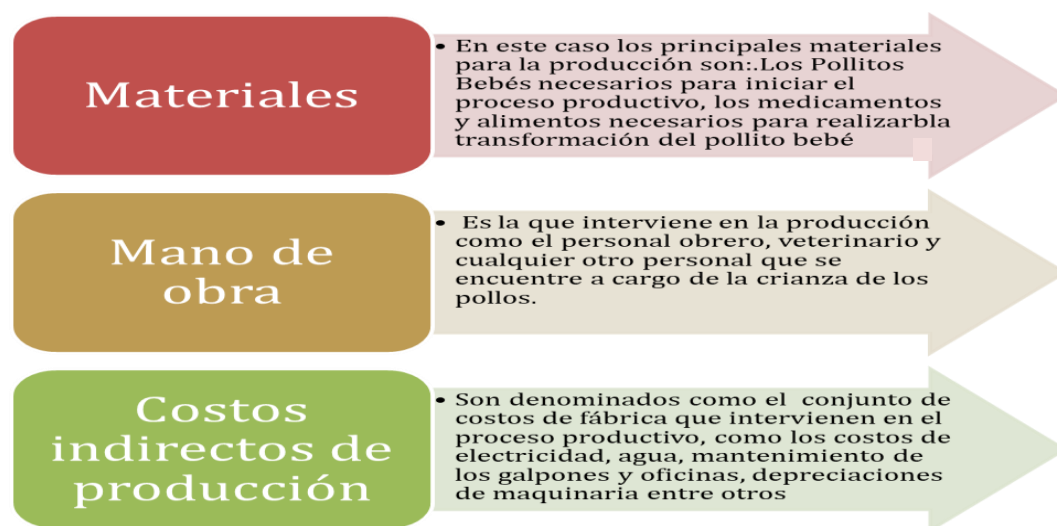 Materiales
• En este caso los principales materiales
para la producción son:.Los Pollitos
Bebés necesarios para iniciar el
proceso productivo, los medicamentos
y alimentos necesarios para realizarbla
transformación del pollito bebé
Mano de
obra
• Es la que interviene en la producción
como el personal obrero, veterinario y
cualquier otro personal que se
encuentre a cargo de la crianza de los
pollos.
Costos
indirectos de
producción
• Son denominados como el conjunto de
costos de fábrica que intervienen en el
proceso productivo, como los costos de
electricidad, agua, mantenimiento de
los galpones y oficinas, depreciaciones
de maquinaria entre otros